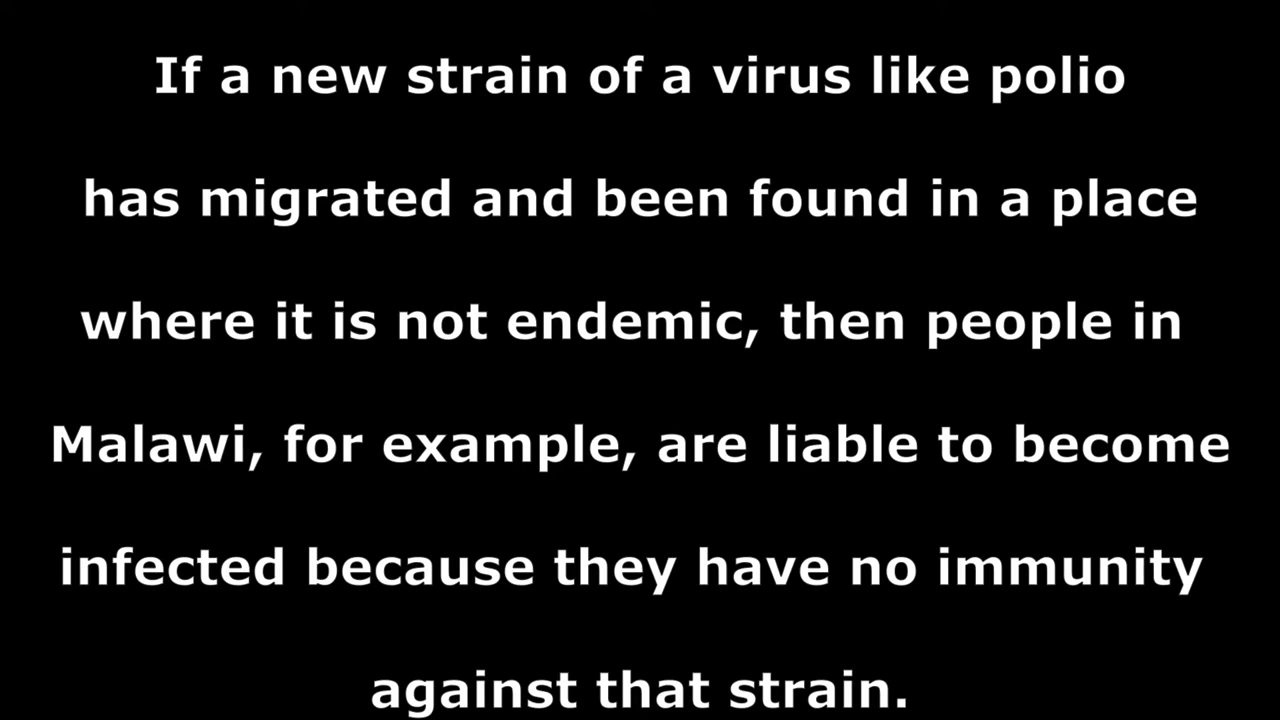 If a new strain of a virus like polio
has migrated and been found in a place
where it is not endemic, then people in
Malawi, for example, are liable to become
infected because they have no immunity
against that strain.